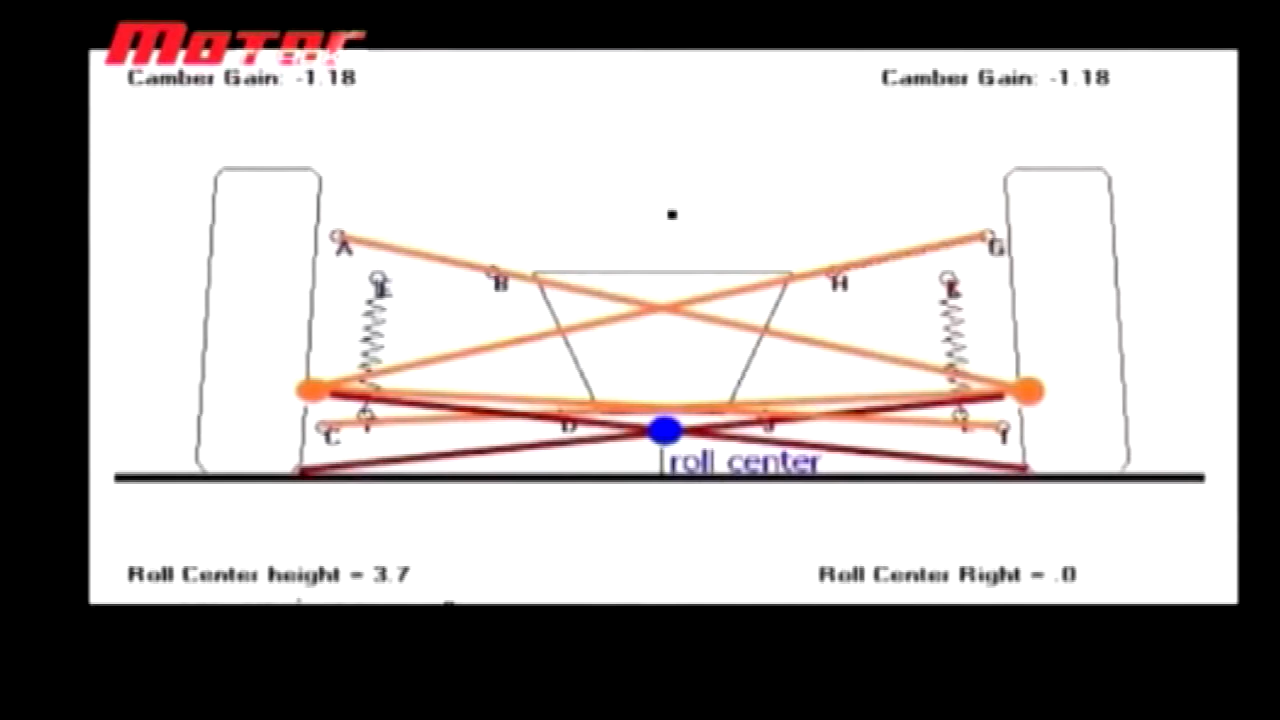 Motor
Camber Gain: -1.18
Camber Gain: -1.18
A
G
B
H
E
C
D
J
I
roll center
Roll Center height = 3.7
Roll Center Right = .0